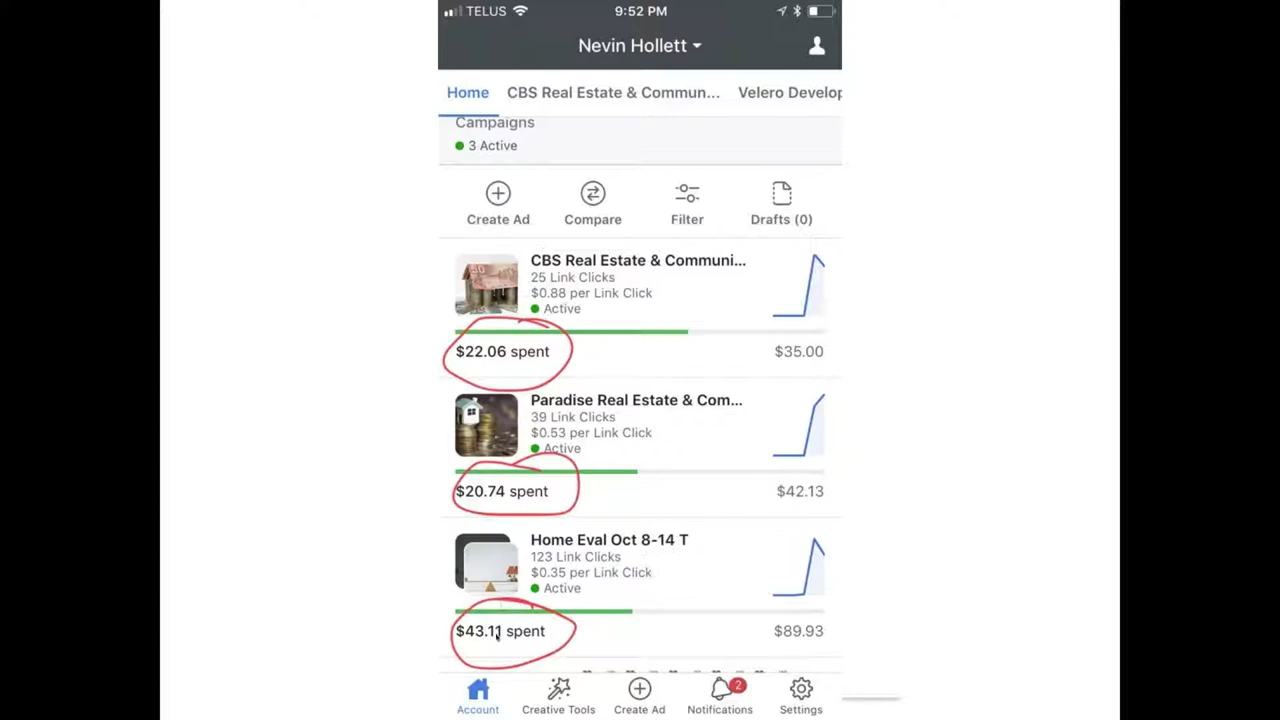 TELUS 9:52 PM
Nevin Hollett
Home CBS Real Estate & Commun... Velero Develop
Campaigns
3 Active
Create Ad Compare Filter Drafts (0)
CBS Real Estate & Communi...
25 Link Clicks
$0.88 per Link Click
Active
$22.06 spent $35.00
Paradise Real Estate & Com...
39 Link Clicks
$0.53 per Link Click
Active
$20.74 spent $42.13
Home Eval Oct 8-14 T
123 Link Clicks
$0.35 per Link Click
Active
$43.11 spent $89.93
2
Account Creative Tools Create Ad Notifications Settings